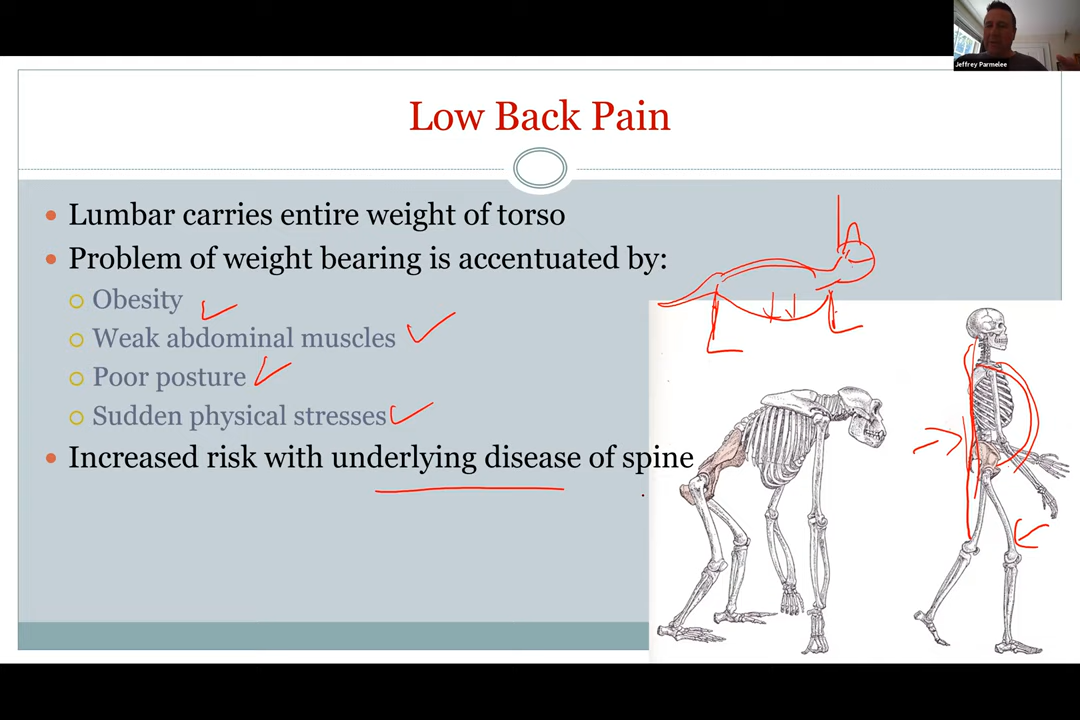 Jeffrey Parmelee
Low Back Pain
Lumbar carries entire weight of torso
Problem of weight bearing is accentuated by:
Obesity
Weak abdominal muscles
Poor posture
Sudden physical stresses
Increased risk with underlying disease of spine